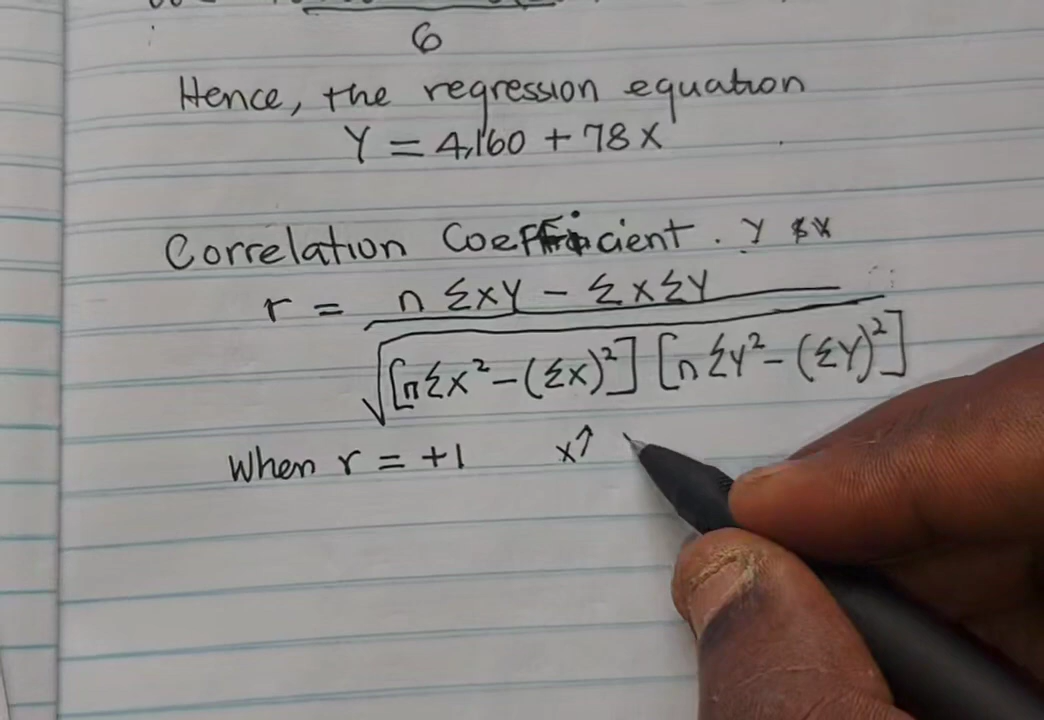 6
Hence, the regression equation
Y = 4,160 + 78 X
Correlation Coefficient. Y & X
r = n ΣXY - ΣXΣY
√[nΣX² - (ΣX)²] [nΣY² - (ΣY)²]
When r = +1 X↑